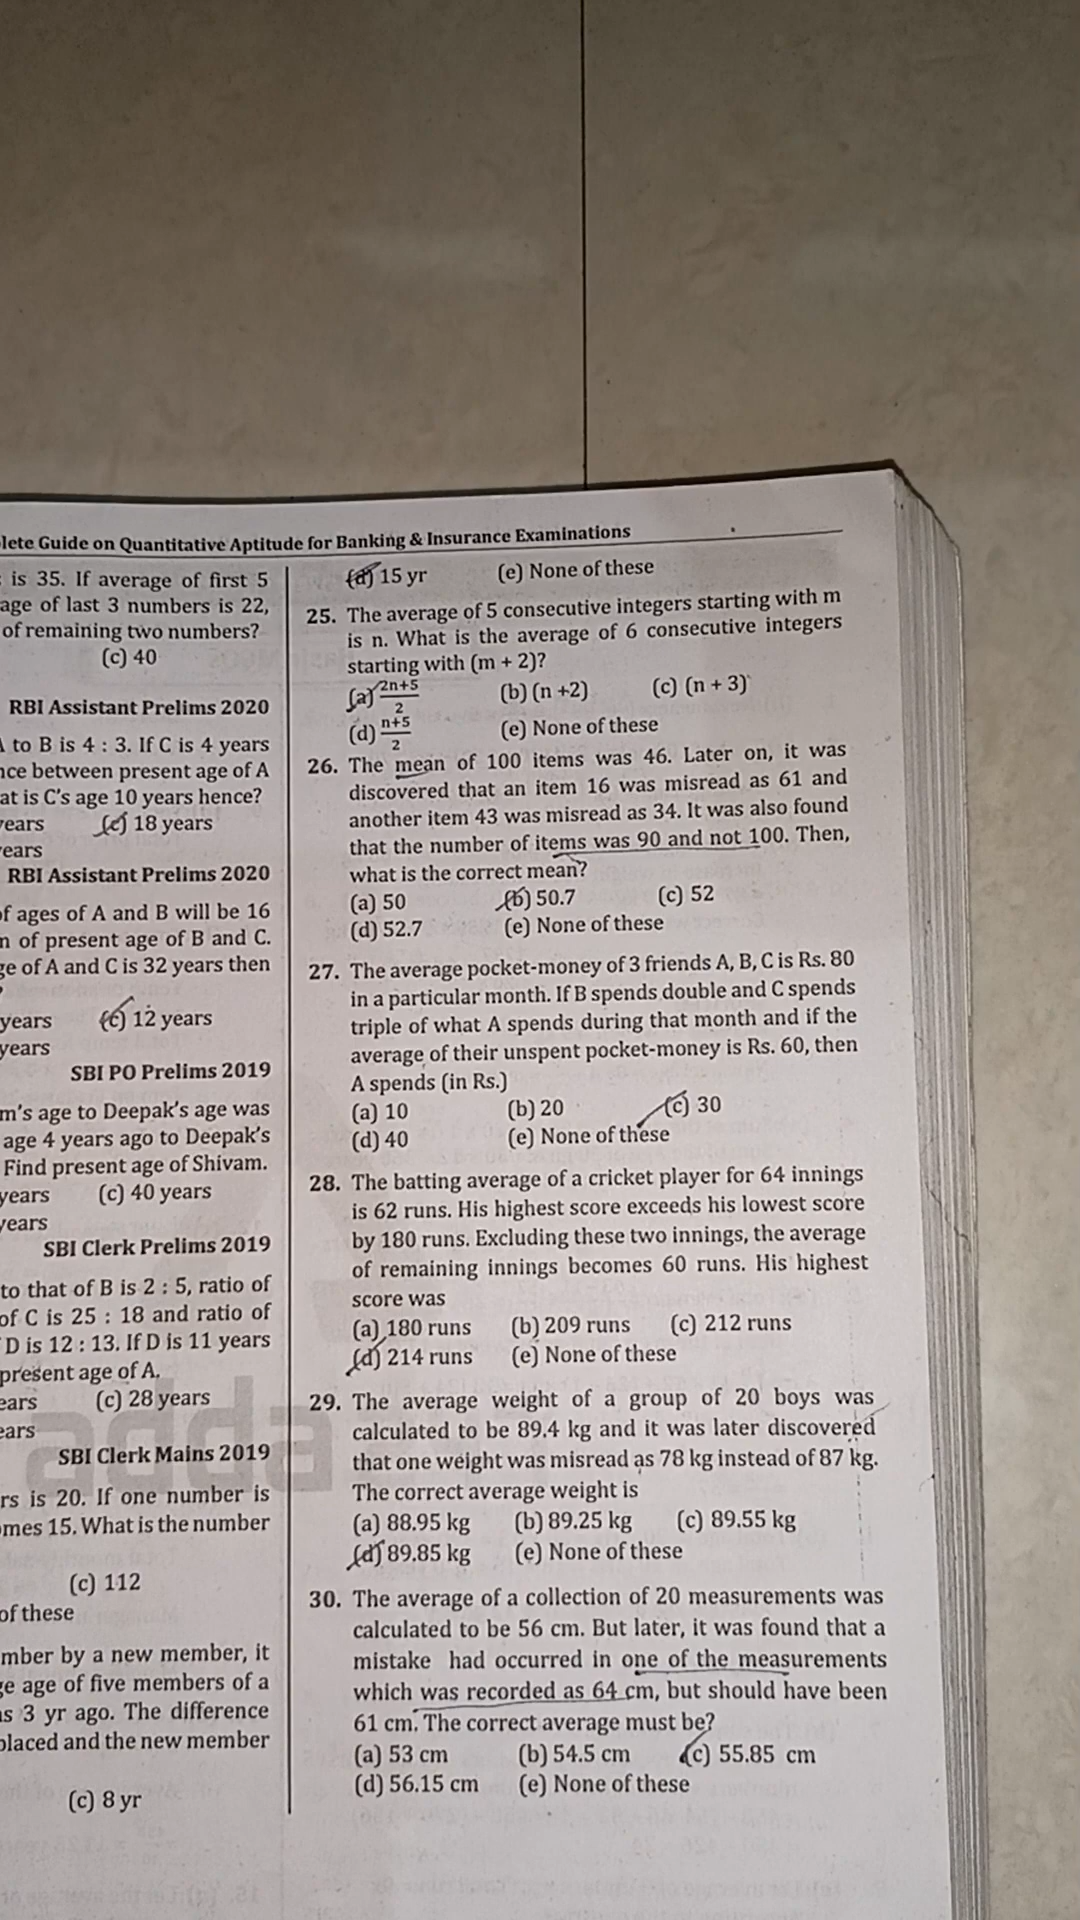 lete Guide on Quantitative Aptitude for Banking & Insurance Examinations
is 35. If average of first 5
age of last 3 numbers is 22,
of remaining two numbers?
(c) 40
RBI Assistant Prelims 2020
to B is 4 : 3. If C is 4 years
nce between present age of A
at is C's age 10 years hence?
years (c) 18 years
ears
RBI Assistant Prelims 2020
of ages of A and B will be 16
n of present age of B and C.
ge of A and C is 32 years then
?
years (c) 12 years
years
SBI PO Prelims 2019
m's age to Deepak's age was
age 4 years ago to Deepak's
Find present age of Shivam.
years (c) 40 years
years
SBI Clerk Prelims 2019
to that of B is 2 : 5, ratio of
of C is 25 : 18 and ratio of
D is 12 : 13. If D is 11 years
present age of A.
ears (c) 28 years
ears
SBI Clerk Mains 2019
rs is 20. If one number is
mes 15. What is the number
(c) 112
of these
mber by a new member, it
ge age of five members of a
as 3 yr ago. The difference
placed and the new member
(c) 8 yr
(d) 15 yr (e) None of these
25. The average of 5 consecutive integers starting with m
is n. What is the average of 6 consecutive integers
starting with (m + 2)?
(a) 2n+5/2 (b) (n +2) (c) (n + 3)
(d) n+5/2 (e) None of these
26. The mean of 100 items was 46. Later on, it was
discovered that an item 16 was misread as 61 and
another item 43 was misread as 34. It was also found
that the number of items was 90 and not 100. Then,
what is the correct mean?
(a) 50 (b) 50.7 (c) 52
(d) 52.7 (e) None of these
27. The average pocket-money of 3 friends A, B, C is Rs. 80
in a particular month. If B spends double and C spends
triple of what A spends during that month and if the
average of their unspent pocket-money is Rs. 60, then
A spends (in Rs.)
(a) 10 (b) 20 (c) 30
(d) 40 (e) None of these
28. The batting average of a cricket player for 64 innings
is 62 runs. His highest score exceeds his lowest score
by 180 runs. Excluding these two innings, the average
of remaining innings becomes 60 runs. His highest
score was
(a) 180 runs (b) 209 runs (c) 212 runs
(d) 214 runs (e) None of these
29. The average weight of a group of 20 boys was
calculated to be 89.4 kg and it was later discovered
that one weight was misread as 78 kg instead of 87 kg.
The correct average weight is
(a) 88.95 kg (b) 89.25 kg (c) 89.55 kg
(d) 89.85 kg (e) None of these
30. The average of a collection of 20 measurements was
calculated to be 56 cm. But later, it was found that a
mistake had occurred in one of the measurements
which was recorded as 64 cm, but should have been
61 cm. The correct average must be?
(a) 53 cm (b) 54.5 cm (c) 55.85 cm
(d) 56.15 cm (e) None of these
adda